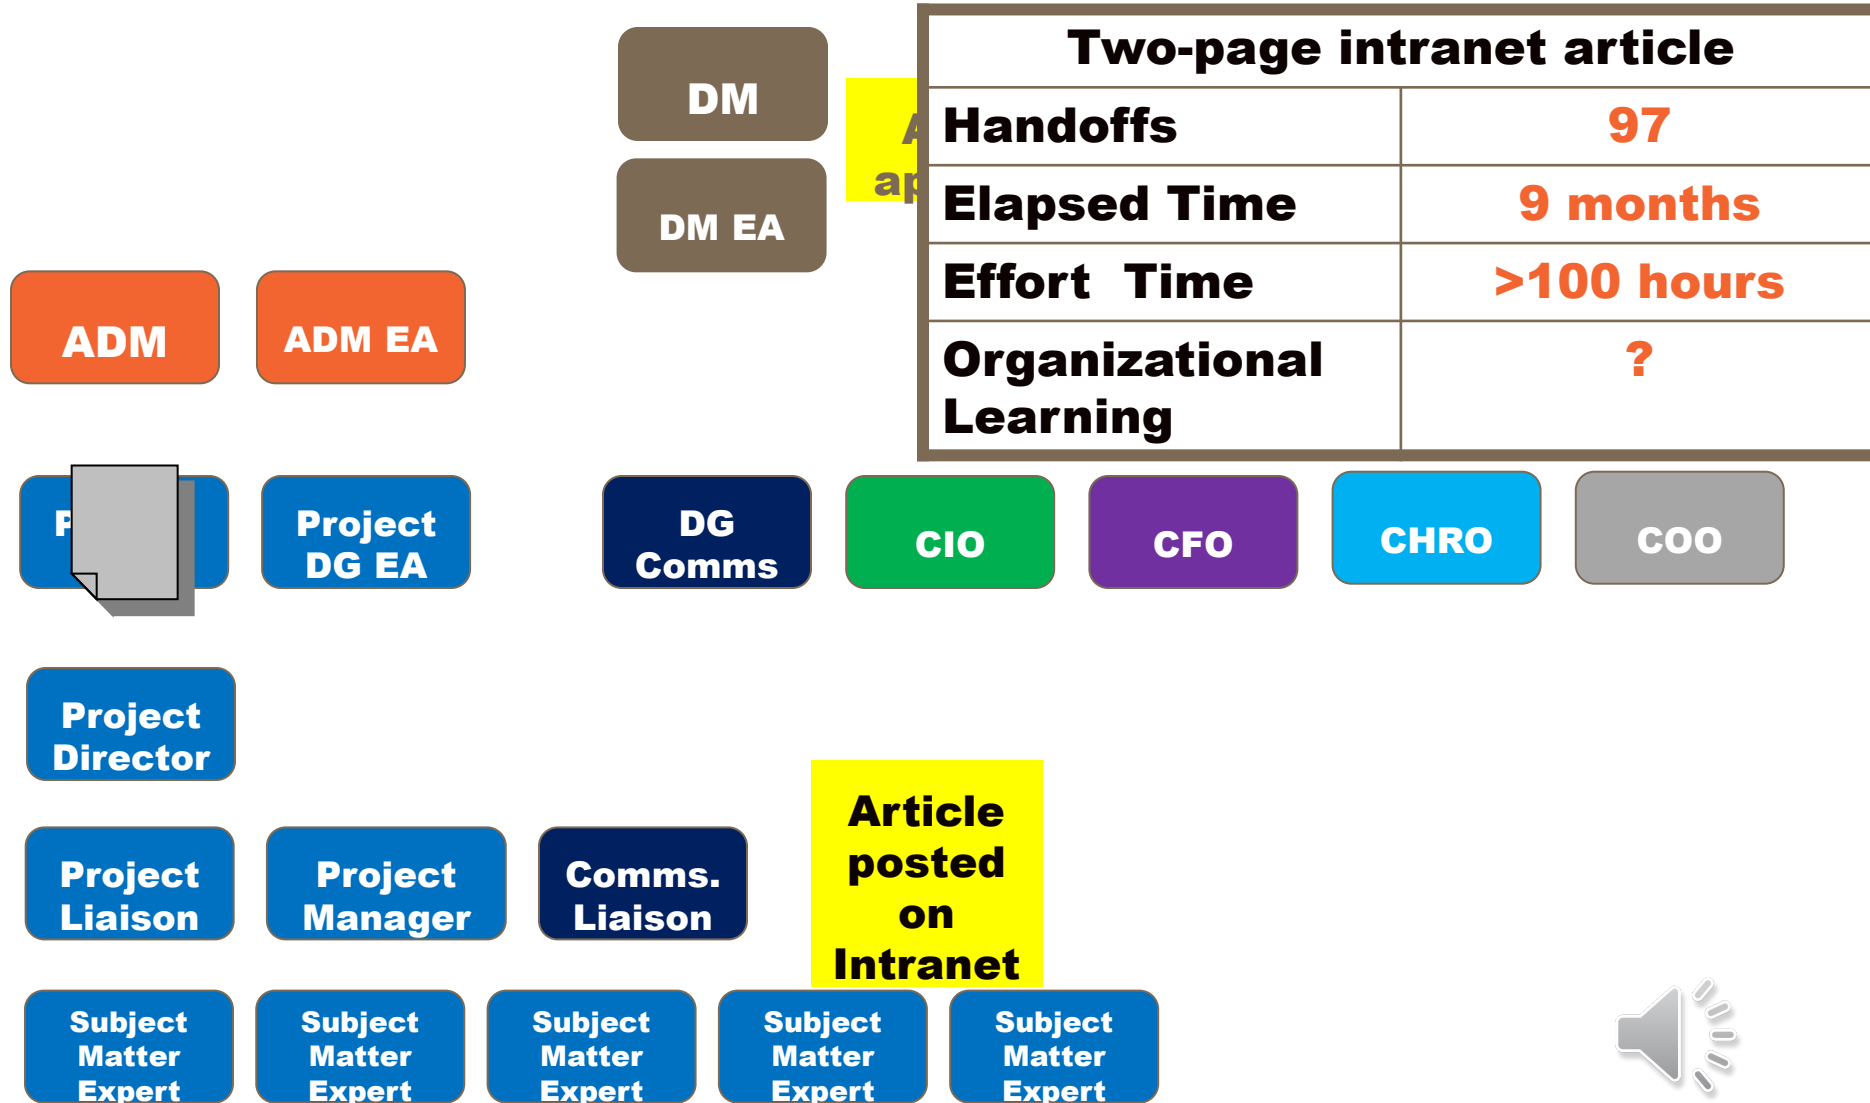 DM
DM EA
Two-page intranet article
Handoffs 97
Elapsed Time 9 months
Effort Time >100 hours
Organizational ?
Learning
ADM
ADM EA
Project
DG EA
DG
Comms
CIO
CFO
CHRO
COO
Project
Director
Project
Liaison
Project
Manager
Comms.
Liaison
Article
posted
on
Intranet
Subject
Matter
Expert
Subject
Matter
Expert
Subject
Matter
Expert
Subject
Matter
Expert
Subject
Matter
Expert